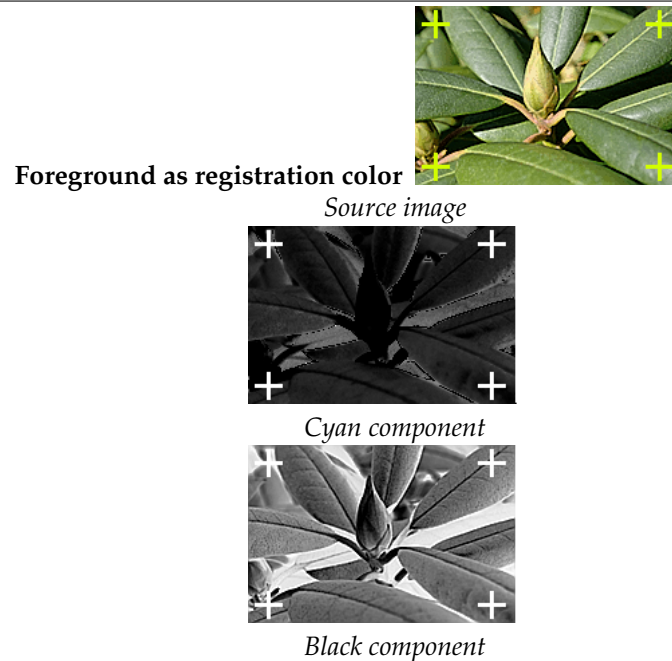 Foreground as registration color
Source image
Cyan component
Black component